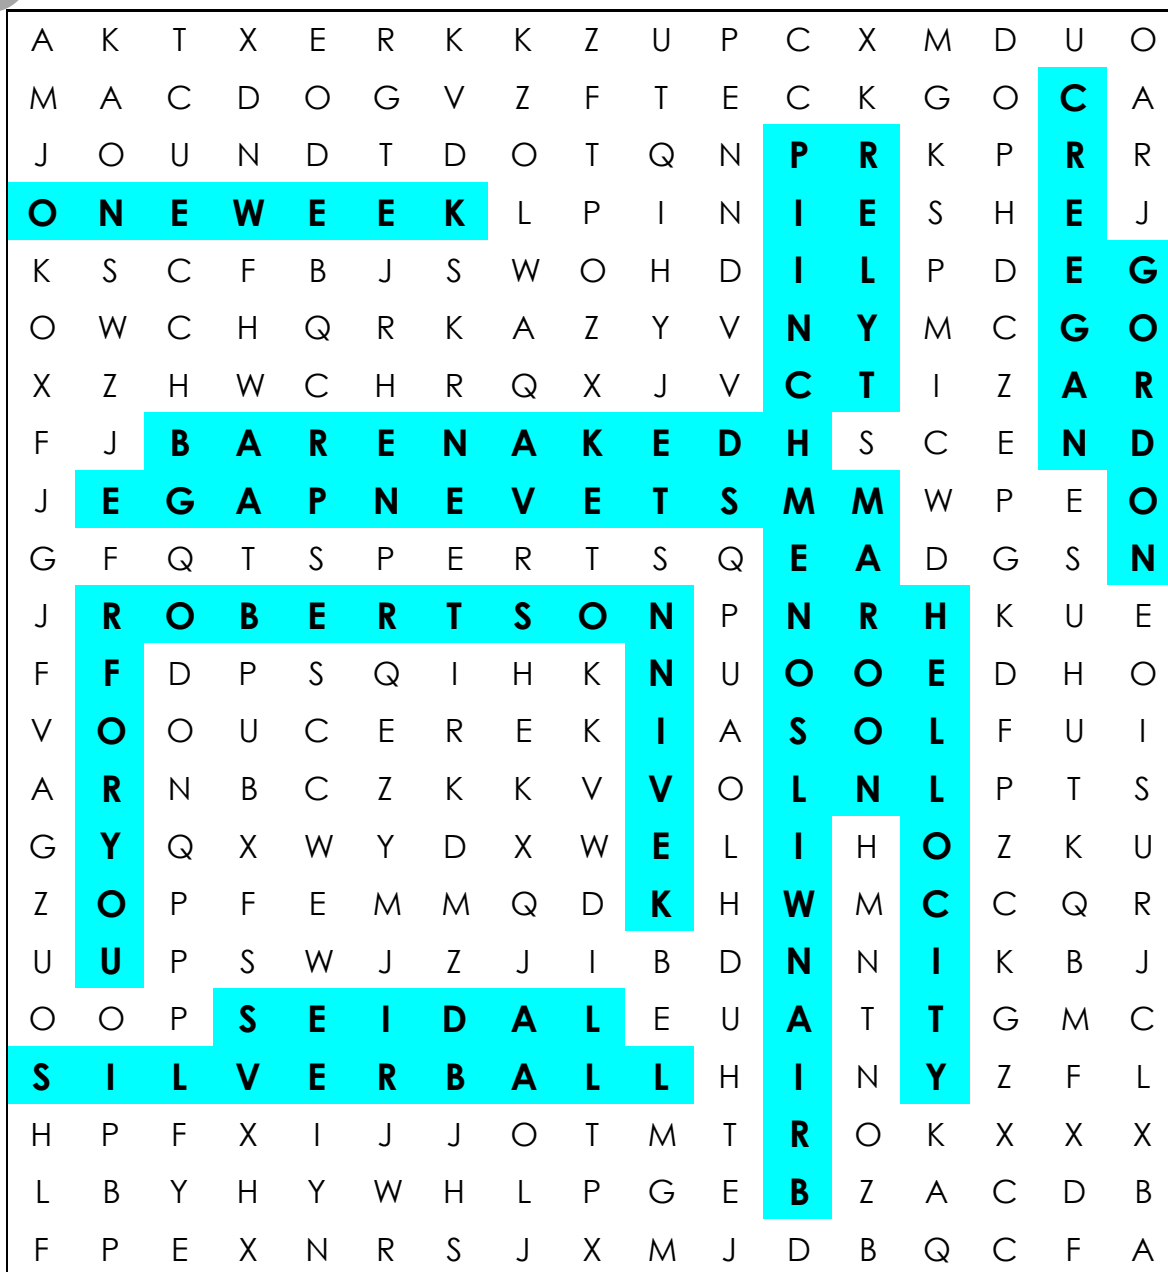 A K T X E R K K Z U P C X M D U O
M A C D O G V Z F T E C K G O C A
J O U N D T D O T Q N P R K P R R
O N E W E E K L P I N I E S H E J
K S C F B J S W O H D I L P D E G
O W C H Q R K A Z Y V N Y M C G O
X Z H W C H R Q X J V C T I Z A R
F J B A R E N A K E D H S C E N D
J E G A P N E V E T S M M W P E O
G F Q T S P E R T S Q E A D G S N
J R O B E R T S O N P N R H K U E
F F D P S Q I H K N U O O E D H O
V O O U C E R E K I A S O L F U I
A R N B C Z K K V V O L N L P T S
G Y Q X W Y D X W E L I H O Z K U
Z O P F E M M Q D K H W M C C Q R
U U P S W J Z J I B D N N I K B J
O O P S E I D A L E U A T T G M C
S I L V E R B A L L H I N Y Z F L
H P F X I J J O T M T R O K X X X
L B Y H Y W H L P G E B Z A C D B
F P E X N R S J X M J D B Q C F A